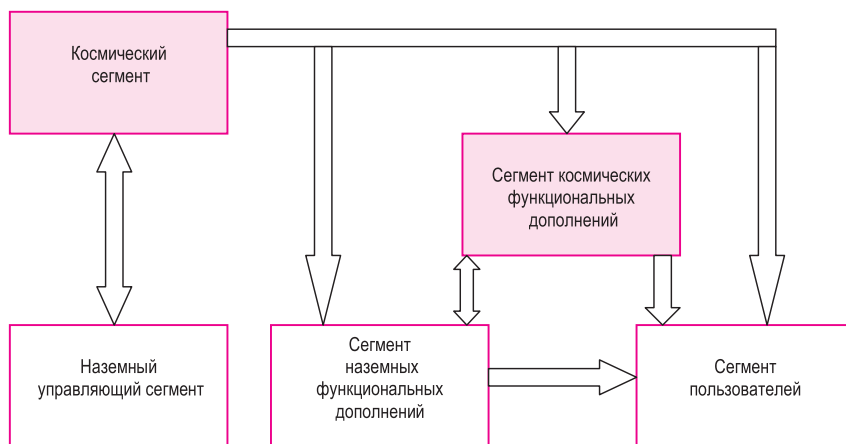 Космический
сегмент
Сегмент космических
функциональных
дополнений
Наземный
управляющий сегмент
Сегмент
наземных
функциональных
дополнений
Сегмент
пользователей